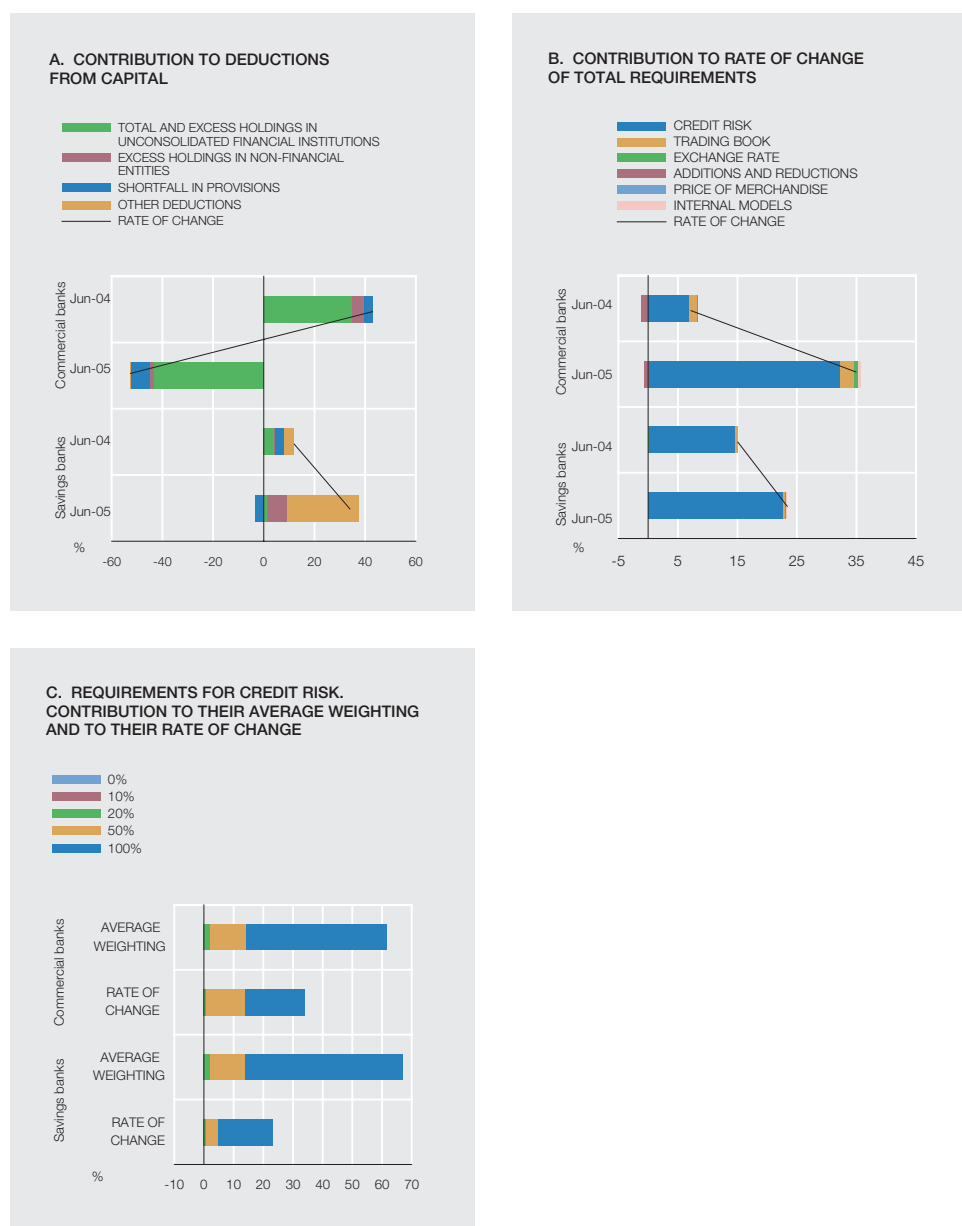 A. CONTRIBUTION TO DEDUCTIONS
FROM CAPITAL
TOTAL AND EXCESS HOLDINGS IN
UNCONSOLIDATED FINANCIAL INSTITUTIONS
EXCESS HOLDINGS IN NON-FINANCIAL
ENTITIES
SHORTFALL IN PROVISIONS
OTHER DEDUCTIONS
RATE OF CHANGE
Commercial banks
Jun-04
Jun-05
Savings banks
Jun-04
Jun-05
%
-60 -40 -20 0 20 40 60
B. CONTRIBUTION TO RATE OF CHANGE
OF TOTAL REQUIREMENTS
CREDIT RISK
TRADING BOOK
EXCHANGE RATE
ADDITIONS AND REDUCTIONS
PRICE OF MERCHANDISE
INTERNAL MODELS
RATE OF CHANGE
Commercial banks
Jun-04
Jun-05
Savings banks
Jun-04
Jun-05
%
-5 5 15 25 35 45
C. REQUIREMENTS FOR CREDIT RISK.
CONTRIBUTION TO THEIR AVERAGE WEIGHTING
AND TO THEIR RATE OF CHANGE
0%
10%
20%
50%
100%
Commercial banks
AVERAGE
WEIGHTING
RATE OF
CHANGE
Savings banks
AVERAGE
WEIGHTING
RATE OF
CHANGE
%
-10 0 10 20 30 40 50 60 70